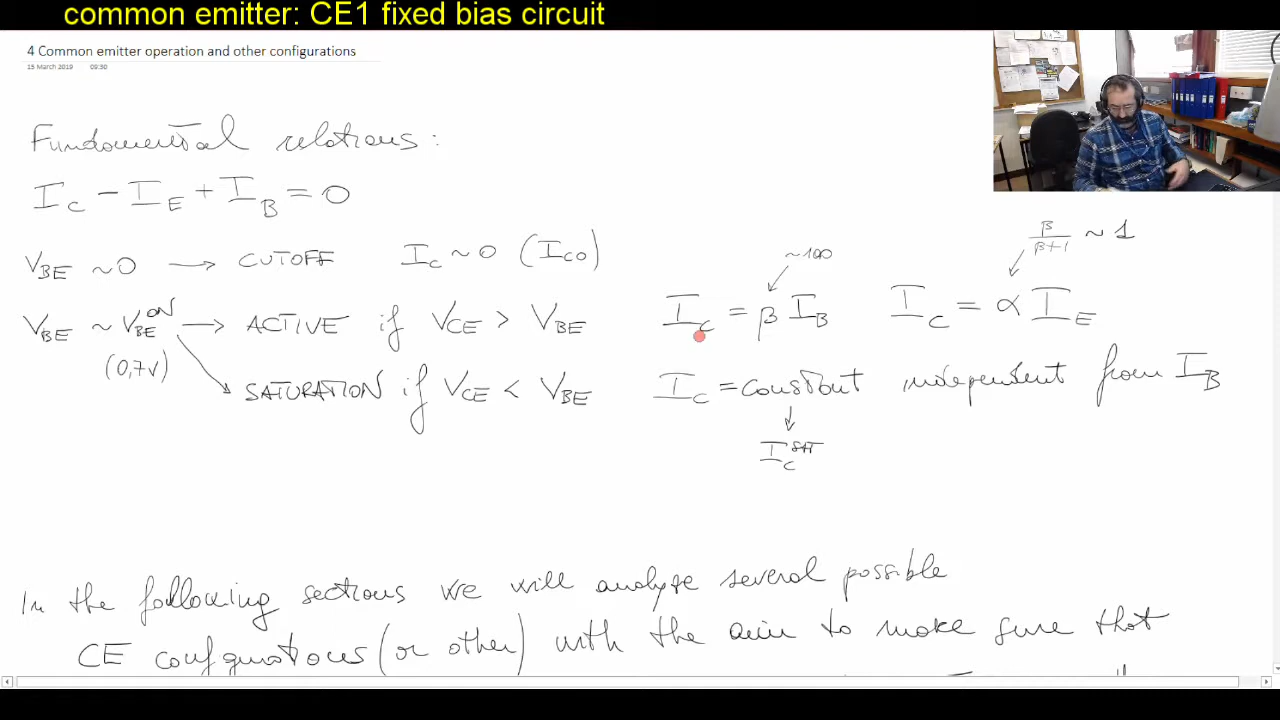 common emitter: CE1 fixed bias circuit
4 Common emitter operation and other configurations
15 March 2019 09:30
Fundamental relations:
I_C - I_E + I_B = 0
V_BE ~ 0 → CUTOFF I_C ~ 0 (I_CO)
V_BE ~ V_BE^ON → ACTIVE if V_CE > V_BE
(0,7V)
SATURATION if V_CE < V_BE
~100
I_C = β I_B
β/(β+1) ~ 1
I_C = α I_E
I_C = constant independent from I_B
I_C^SAT
In the following sections we will analyze several possible
CE configurations (or other) with the aim to make sure that